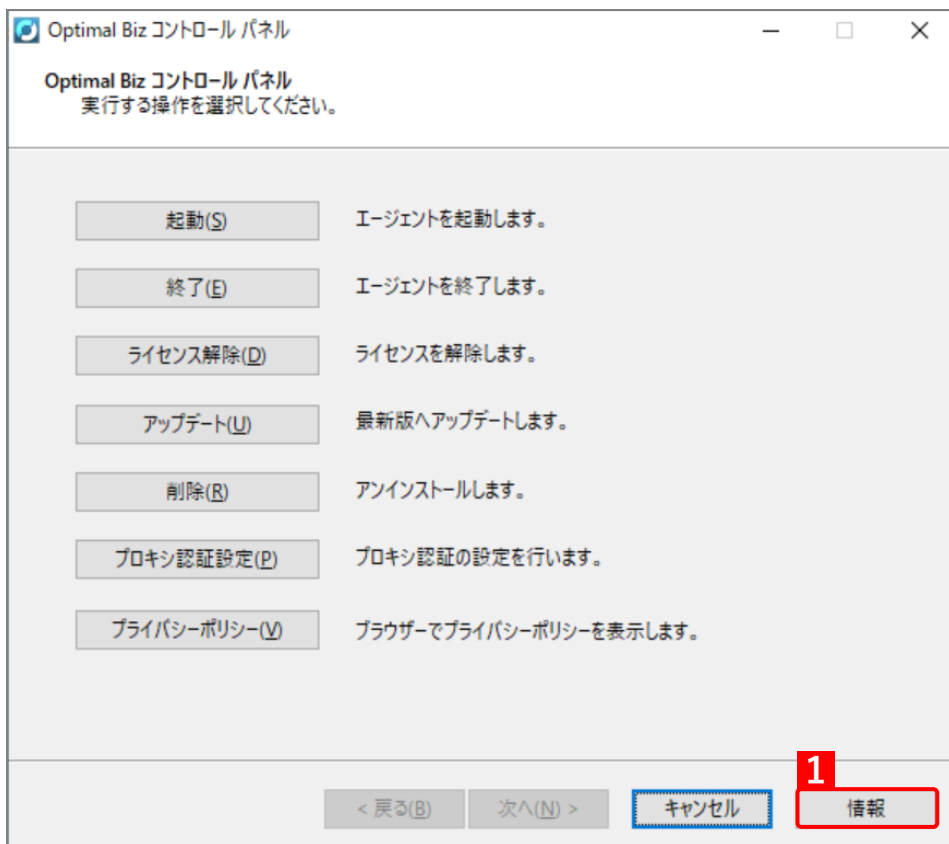 Optimal Biz コントロール パネル
Optimal Biz コントロール パネル
実行する操作を選択してください。
起動(S) エージェントを起動します。
終了(E) エージェントを終了します。
ライセンス解除(D) ライセンスを解除します。
アップデート(U) 最新版へアップデートします。
削除(R) アンインストールします。
プロキシ認証設定(P) プロキシ認証の設定を行います。
プライバシーポリシー(V) ブラウザーでプライバシーポリシーを表示します。
1
< 戻る(B) 次へ(N) > キャンセル 情報